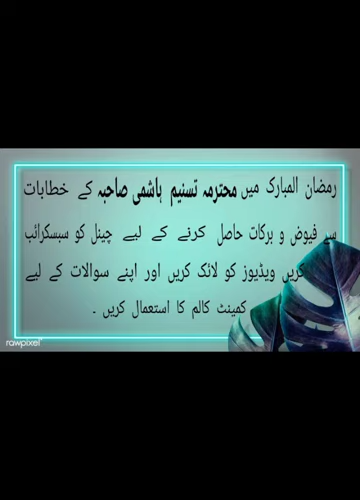 رمضان المبارک میں محترمہ تسنیم ہاشمی صاحبہ کے خطابات
سے فیوض و برکات حاصل کرنے کے لیے چینل کو سبسکرائب
کریں ویڈیوز کو لائک کریں اور اپنے سوالات کے لیے
کمینٹ کالم کا استعمال کریں ۔
rawpixel